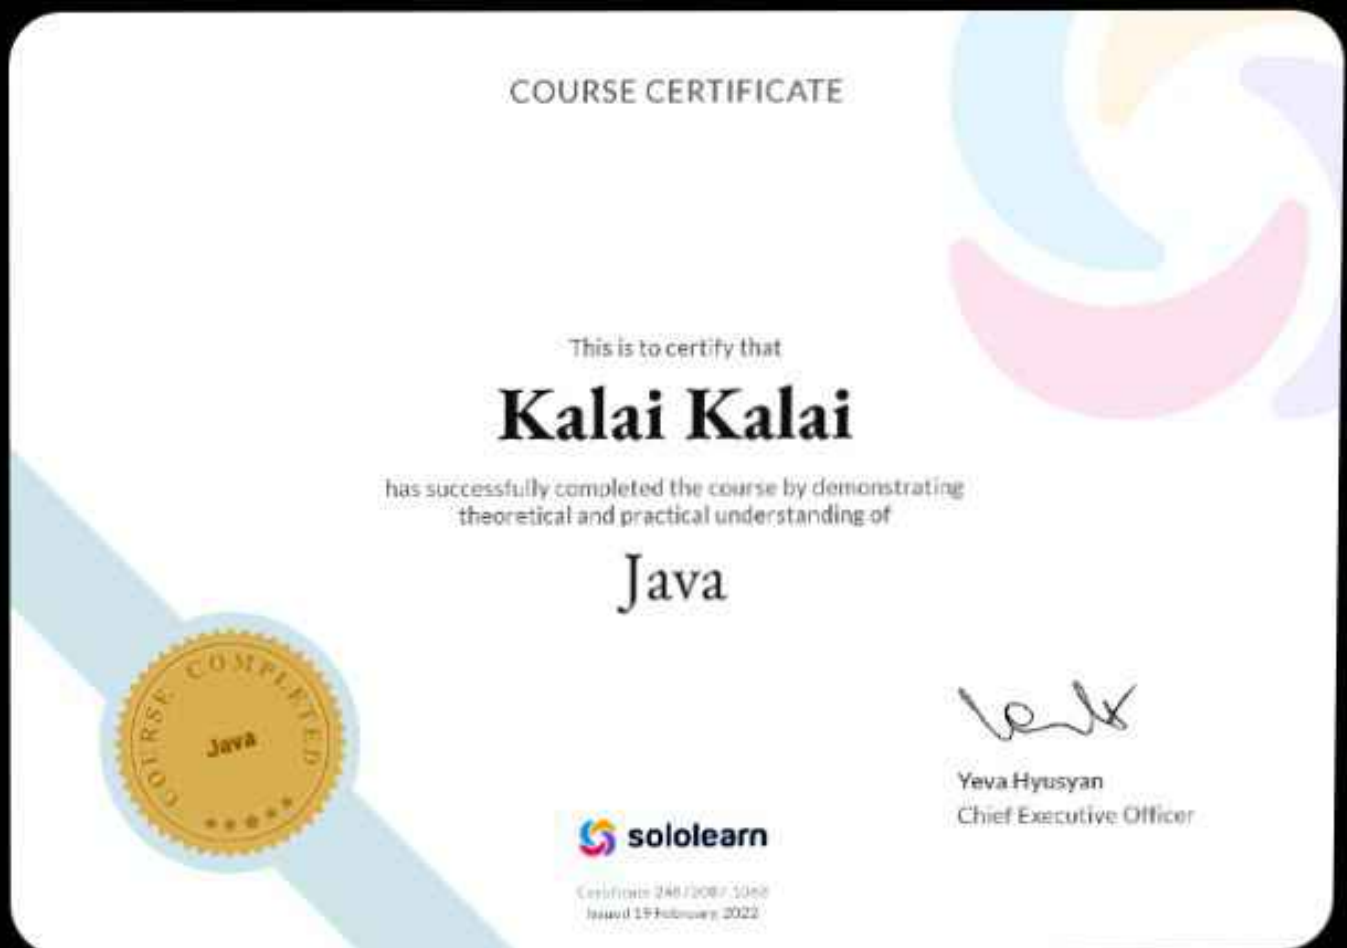 COURSE CERTIFICATE
This is to certify that
Kalai Kalai
has successfully completed the course by demonstrating
theoretical and practical understanding of
Java
COURSE COMPLETED
Java
Yeva Hyusyan
Chief Executive Officer
sololearn
Certificate
Issued 19 February, 2022